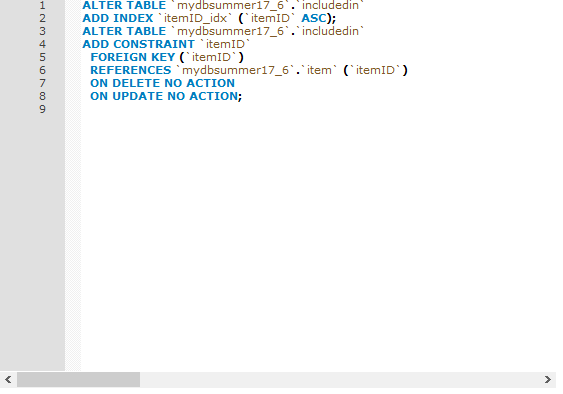 1 ALTER TABLE `mydbsummer17_6`.`includedin`
2 ADD INDEX `itemID_idx` (`itemID` ASC);
3 ALTER TABLE `mydbsummer17_6`.`includedin`
4 ADD CONSTRAINT `itemID`
5 FOREIGN KEY (`itemID`)
6 REFERENCES `mydbsummer17_6`.`item` (`itemID`)
7 ON DELETE NO ACTION
8 ON UPDATE NO ACTION;
9